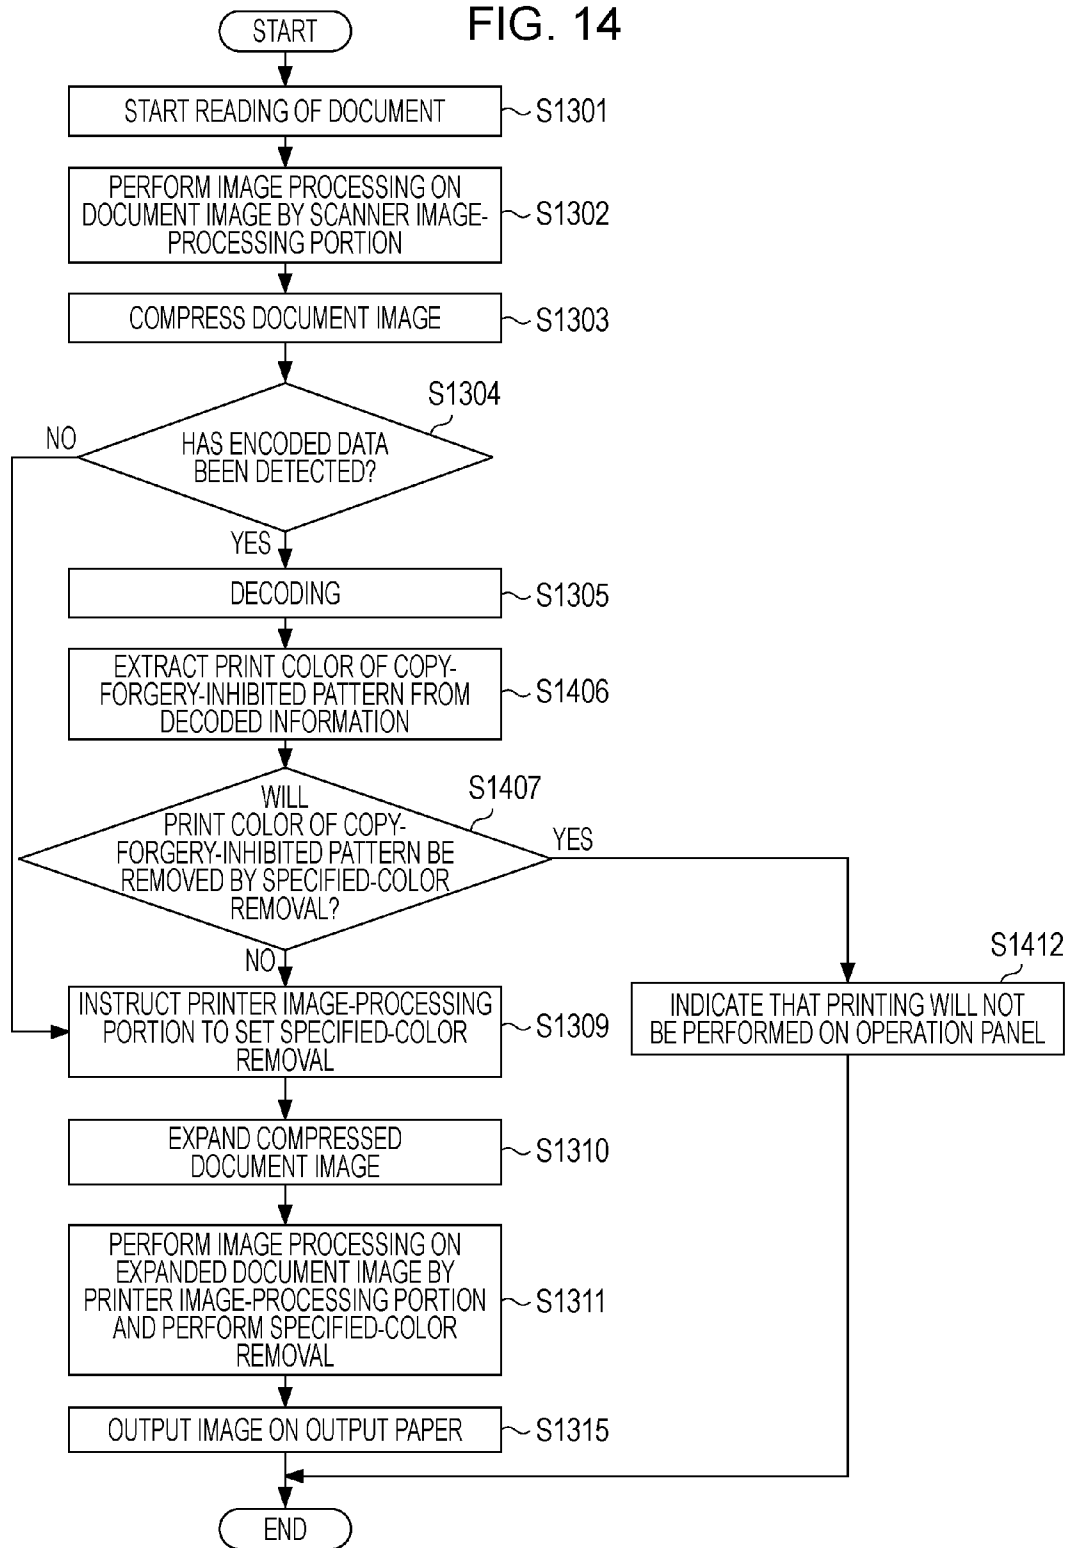 FIG. 14
START
START READING OF DOCUMENT
S1301
PERFORM IMAGE PROCESSING ON
DOCUMENT IMAGE BY SCANNER IMAGE-
PROCESSING PORTION
S1302
COMPRESS DOCUMENT IMAGE
S1303
S1304
NO
HAS ENCODED DATA
BEEN DETECTED?
YES
DECODING
S1305
EXTRACT PRINT COLOR OF COPY-
FORGERY-INHIBITED PATTERN FROM
DECODED INFORMATION
S1406
S1407
WILL
PRINT COLOR OF COPY-
FORGERY-INHIBITED PATTERN BE
REMOVED BY SPECIFIED-COLOR
REMOVAL?
YES
NO
S1412
INDICATE THAT PRINTING WILL NOT
BE PERFORMED ON OPERATION PANEL
INSTRUCT PRINTER IMAGE-PROCESSING
PORTION TO SET SPECIFIED-COLOR
REMOVAL
S1309
EXPAND COMPRESSED
DOCUMENT IMAGE
S1310
PERFORM IMAGE PROCESSING ON
EXPANDED DOCUMENT IMAGE BY
PRINTER IMAGE-PROCESSING PORTION
AND PERFORM SPECIFIED-COLOR
REMOVAL
S1311
OUTPUT IMAGE ON OUTPUT PAPER
S1315
END